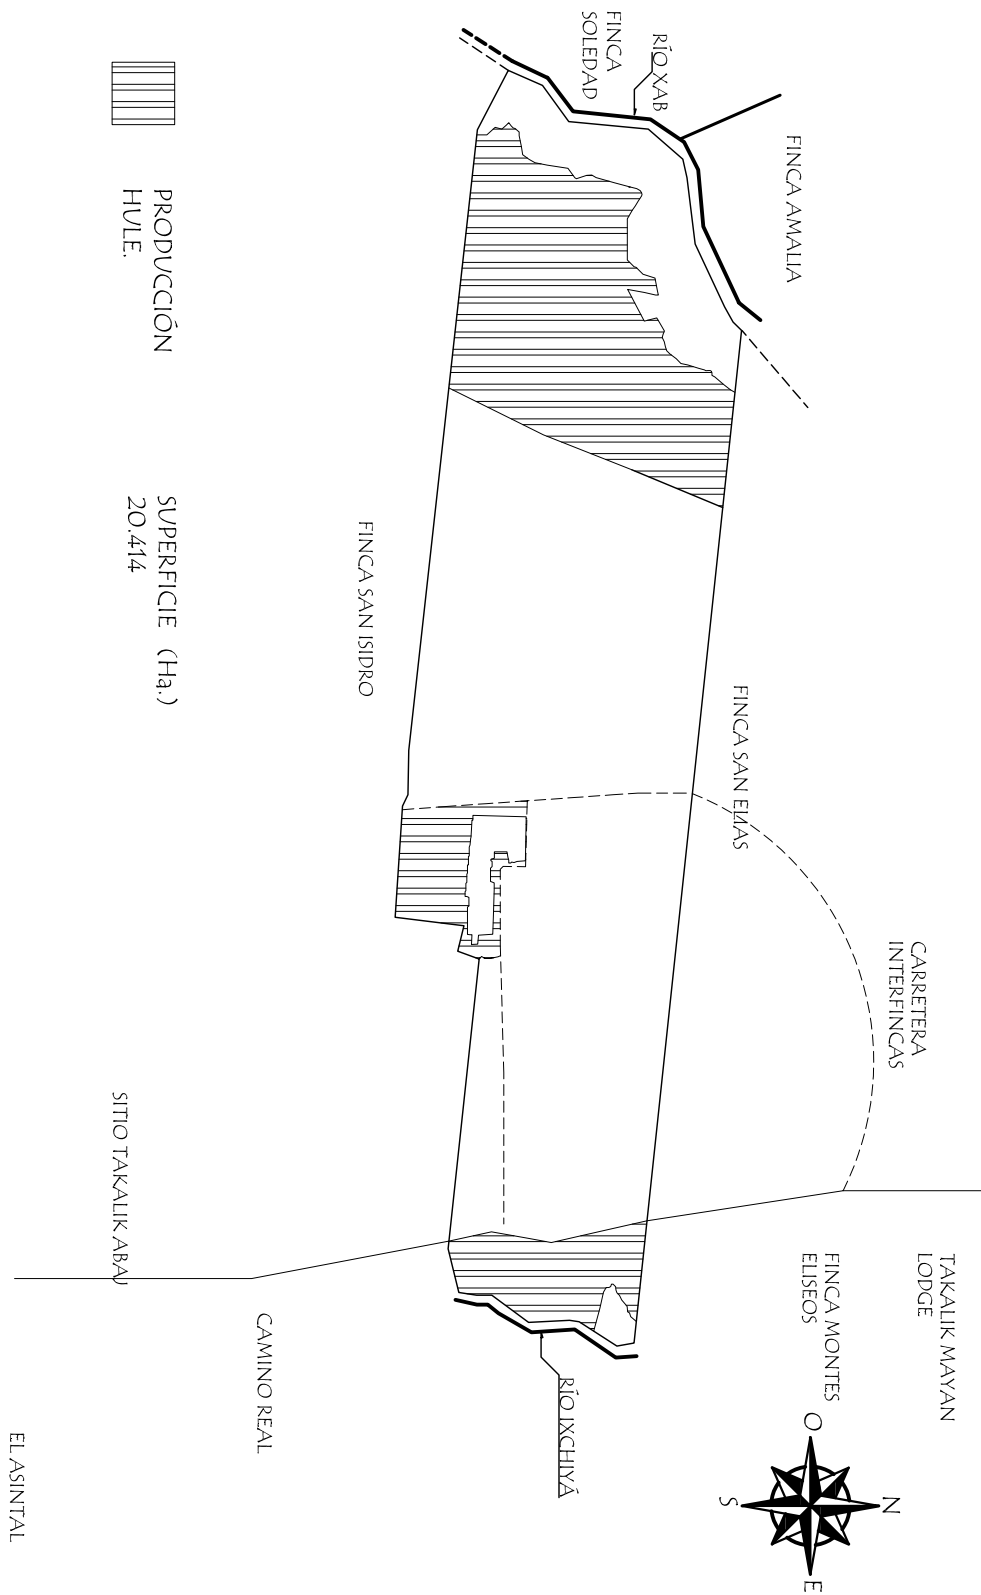 TAKALIK MAYAN
LODGE
CARRETERA
INTERFINCAS
FINCA MONTES
ELISEOS
N
O
E
S
FINCA AMALIA
FINCA SAN ELIAS
RÍO XAB
FINCA
SOLEDAD
RÍO IXCHIYÁ
FINCA SAN ISIDRO
CAMINO REAL
PRODUCCIÓN
HULE.
SUPERFICIE (Ha.)
20.414
SITIO TAKALIK ABAJ
EL ASINTAL